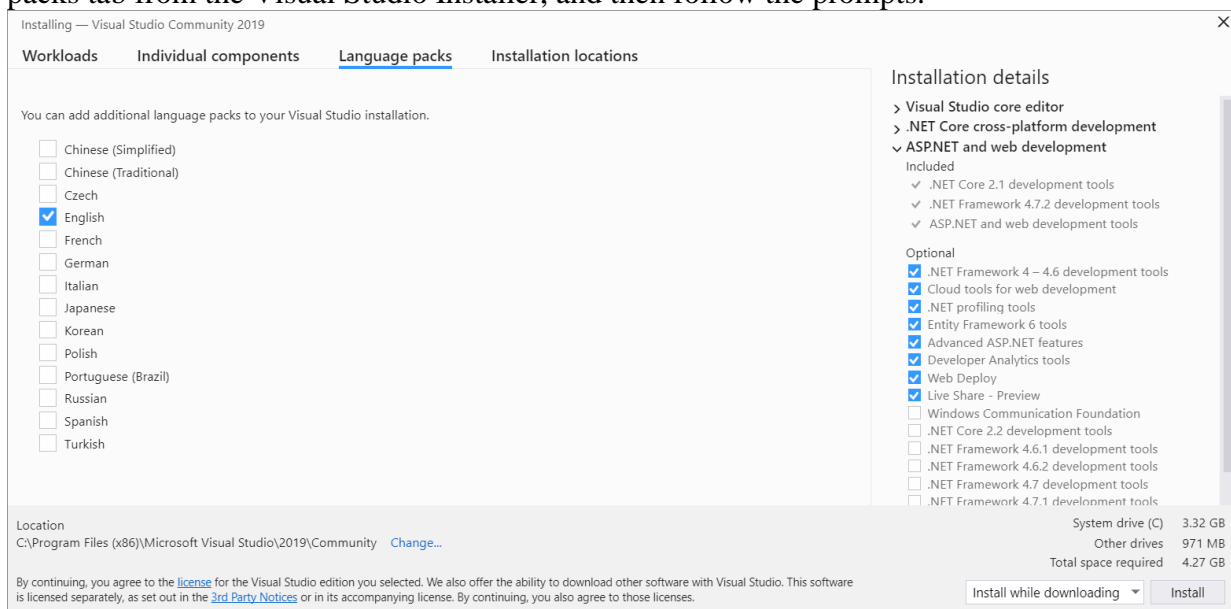 packs tab from the Visual Studio Installer, and then follow the prompts.
Installing — Visual Studio Community 2019
Workloads Individual components Language packs Installation locations
You can add additional language packs to your Visual Studio installation.
Chinese (Simplified)
Chinese (Traditional)
Czech
English
French
German
Italian
Japanese
Korean
Polish
Portuguese (Brazil)
Russian
Spanish
Turkish
Installation details
Visual Studio core editor
.NET Core cross-platform development
ASP.NET and web development
Included
.NET Core 2.1 development tools
.NET Framework 4.7.2 development tools
ASP.NET and web development tools
Optional
.NET Framework 4 – 4.6 development tools
Cloud tools for web development
.NET profiling tools
Entity Framework 6 tools
Advanced ASP.NET features
Developer Analytics tools
Web Deploy
Live Share - Preview
Windows Communication Foundation
.NET Core 2.2 development tools
.NET Framework 4.6.1 development tools
.NET Framework 4.6.2 development tools
.NET Framework 4.7 development tools
.NET Framework 4.7.1 development tools
Location
C:\Program Files (x86)\Microsoft Visual Studio\2019\Community Change...
System drive (C) 3.32 GB
Other drives 971 MB
Total space required 4.27 GB
By continuing, you agree to the license for the Visual Studio edition you selected. We also offer the ability to download other software with Visual Studio. This software
is licensed separately, as set out in the 3rd Party Notices or in its accompanying license. By continuing, you also agree to those licenses.
Install while downloading Install